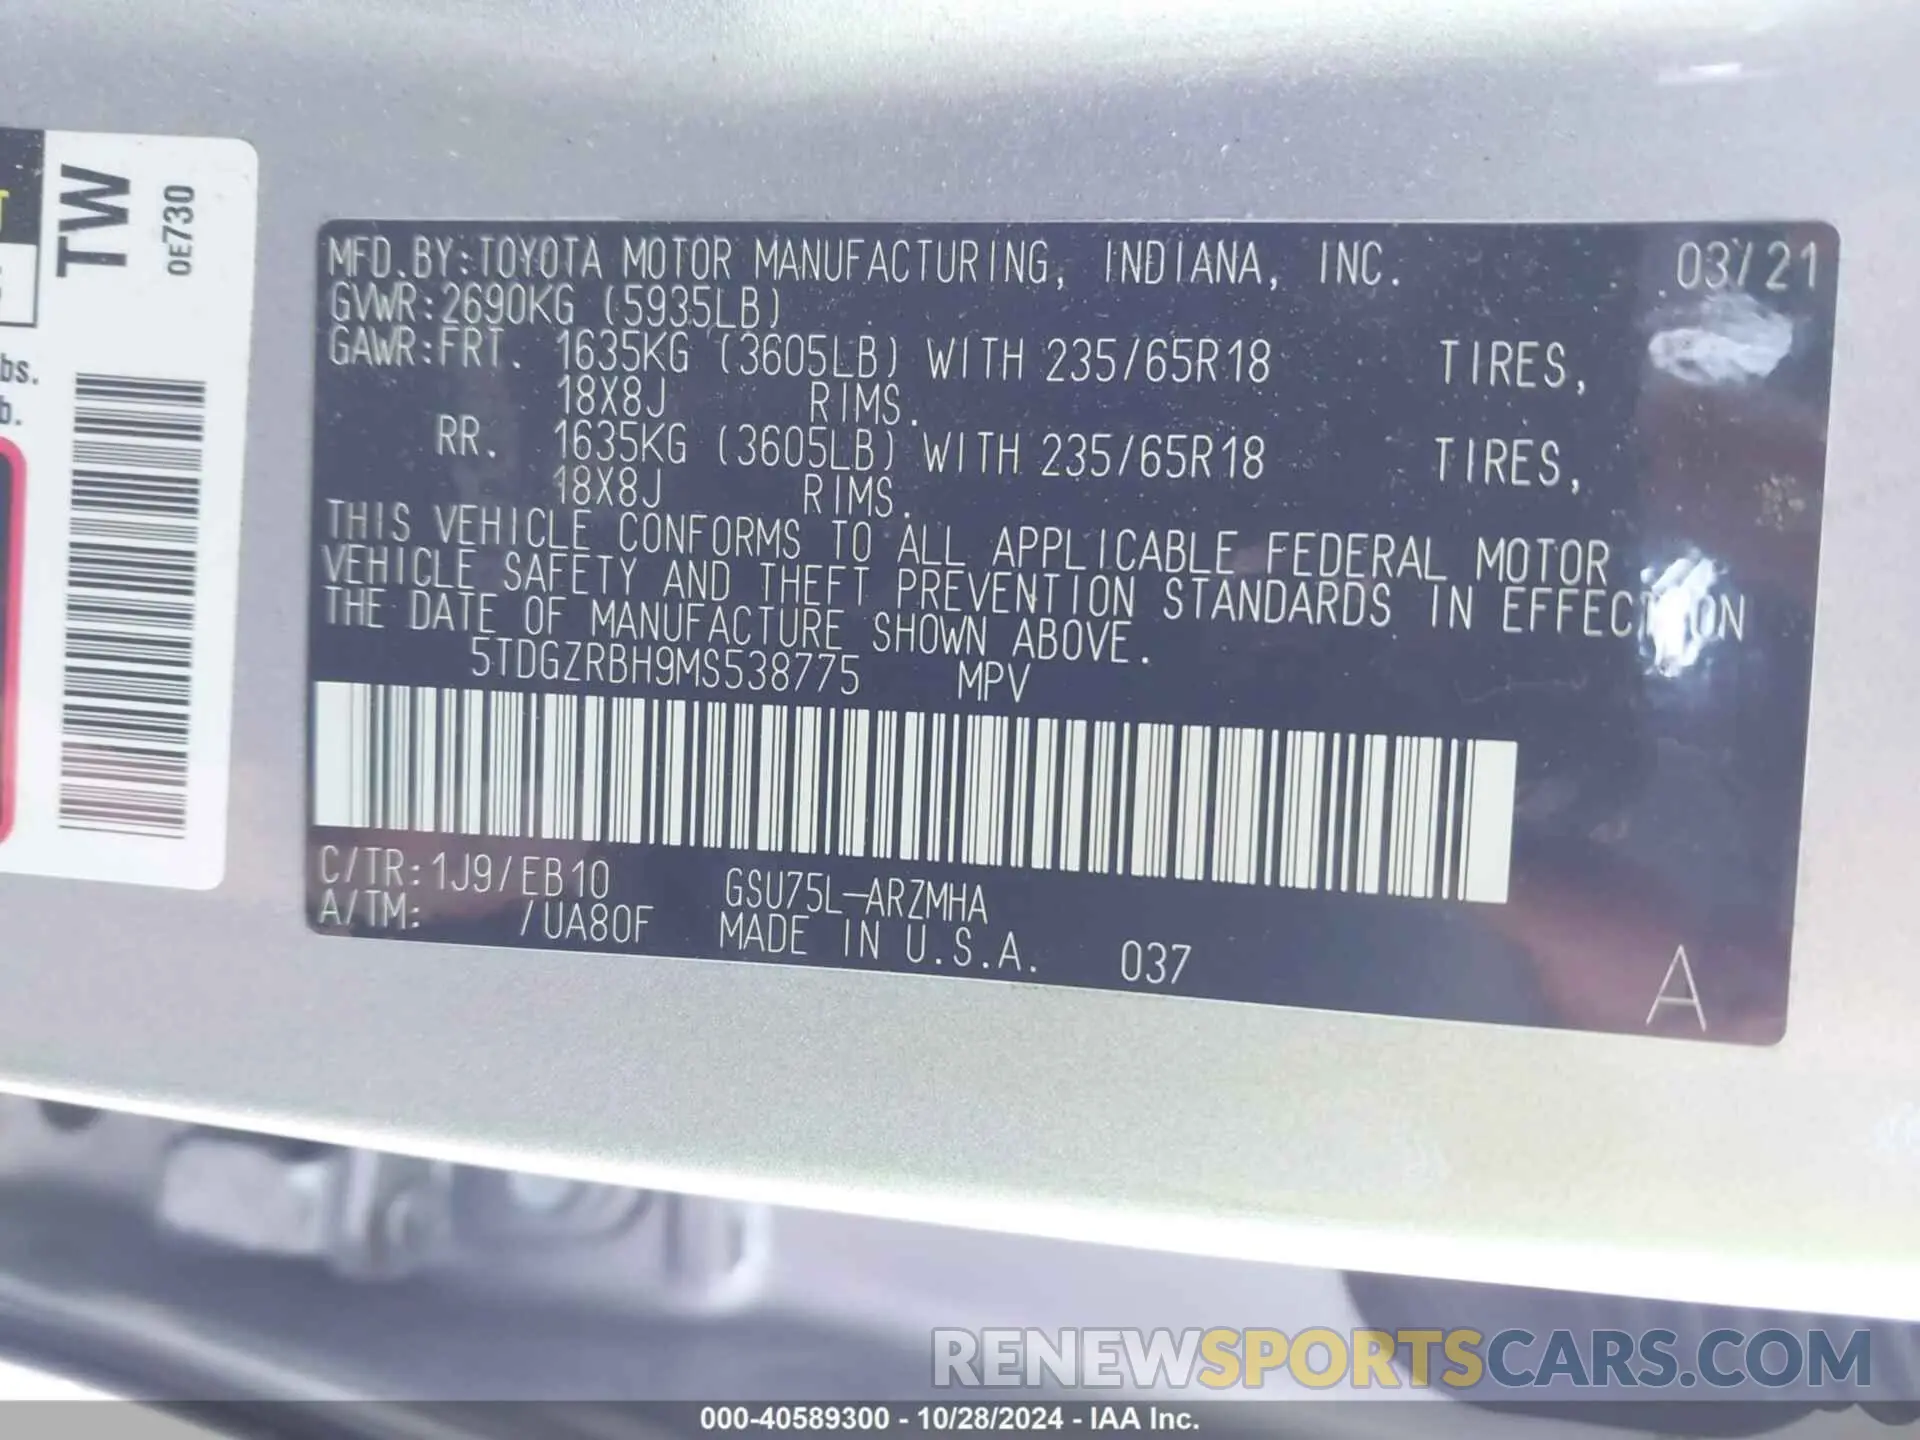 TW
0E730
bs.
b.
MFD.BY:TOYOTA MOTOR MANUFACTURING, INDIANA, INC. 03/21
GVWR:2690KG (5935LB)
GAWR:FRT. 1635KG (3605LB) WITH 235/65R18 TIRES,
18X8J RIMS.
RR. 1635KG (3605LB) WITH 235/65R18 TIRES,
18X8J RIMS.
THIS VEHICLE CONFORMS TO ALL APPLICABLE FEDERAL MOTOR
VEHICLE SAFETY AND THEFT PREVENTION STANDARDS IN EFFECTION
THE DATE OF MANUFACTURE SHOWN ABOVE.
5TDGZRBH9MS538775 MPV
C/TR:1J9/EB10 GSU75L-ARZMHA
A/TM: /UA80F MADE IN U.S.A. 037
A
RENEWSPORTSCARS.COM
000-40589300 - 10/28/2024 - IAA Inc.